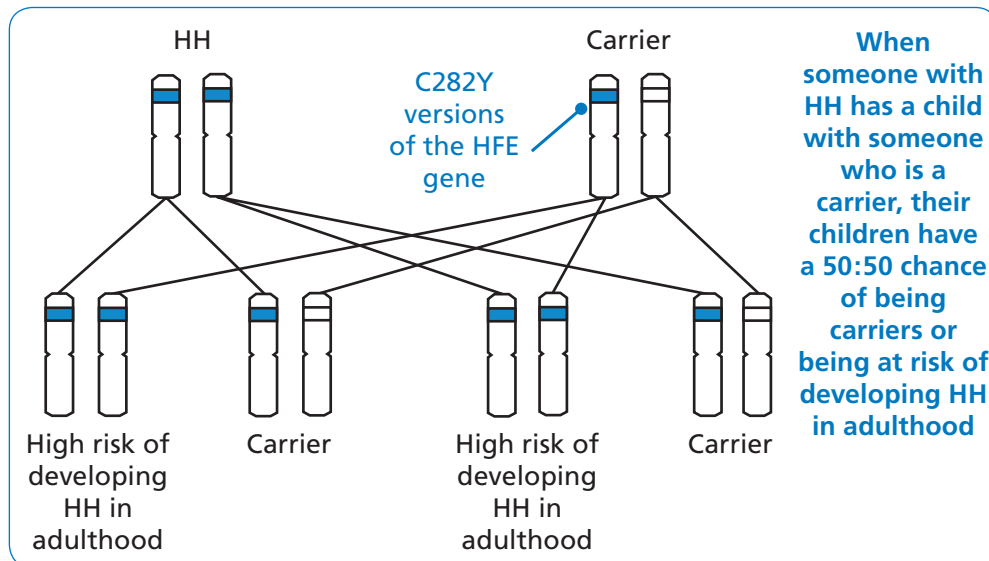 HH
Carrier
C282Y
versions
of the HFE
gene
When
someone with
HH has a child
with someone
who is a
carrier, their
children have
a 50:50 chance
of being
carriers or
being at risk of
developing HH
in adulthood
High risk of
developing
HH in
adulthood
Carrier
High risk of
developing
HH in
adulthood
Carrier